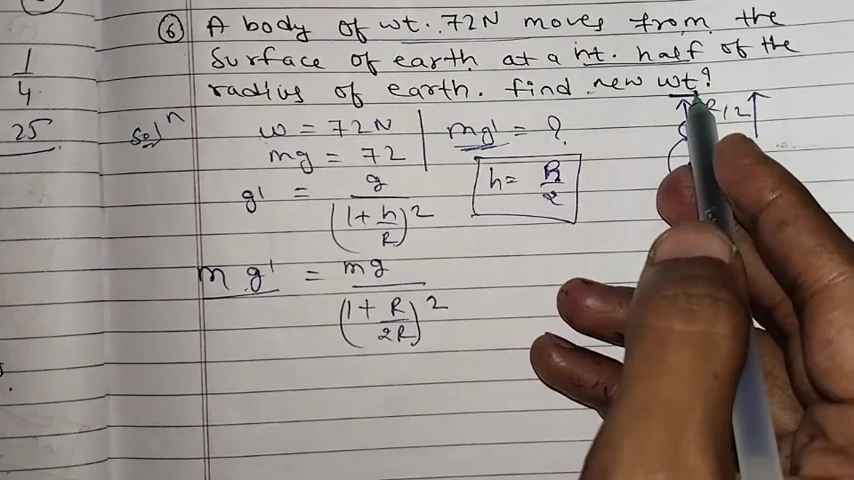 1
4
25
⑥ A body of wt. 72N moves from the
surface of earth at a ht. half of the
radius of earth. find new wt?
R/2
solⁿ w = 72N | mg' = ?
mg = 72
g' = g / (1 + h/R)²
h = R/2
m g' = mg / (1 + R/2R)²